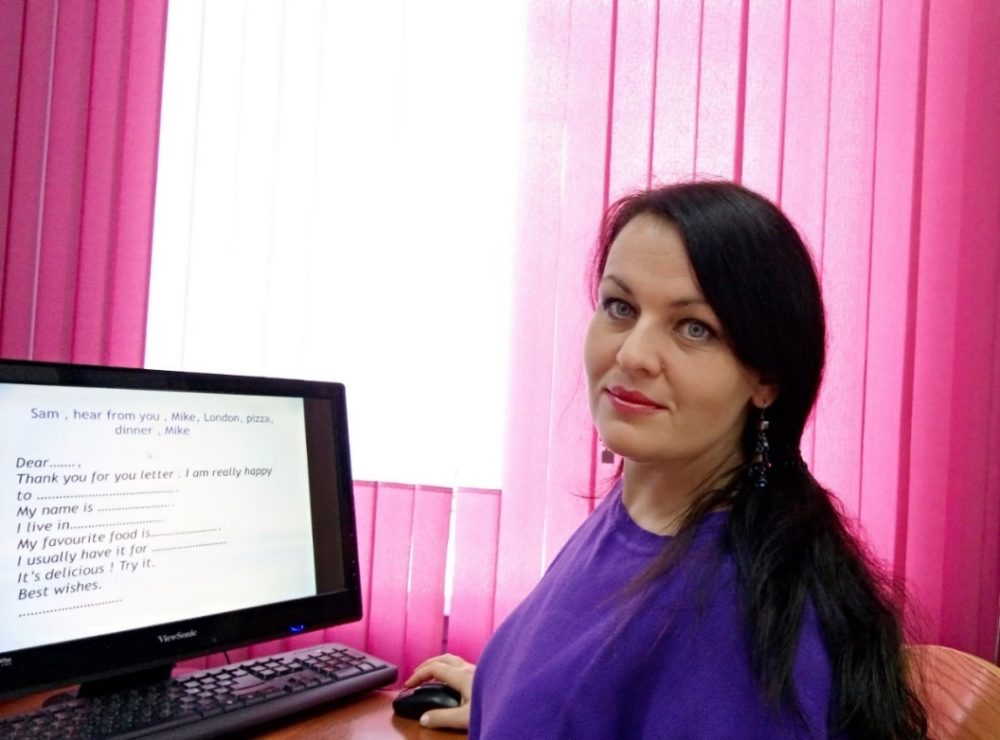 Sam , hear from you , Mike, London, pizza,
dinner , Mike
Dear....... ,
Thank you for you letter . I am really happy
to ...................................... .
My name is .................... .
I live in..........................
My favourite food is................... .
I usually have it for ....................
It's delicious ! Try it.
Best wishes.
............................
ViewSonic